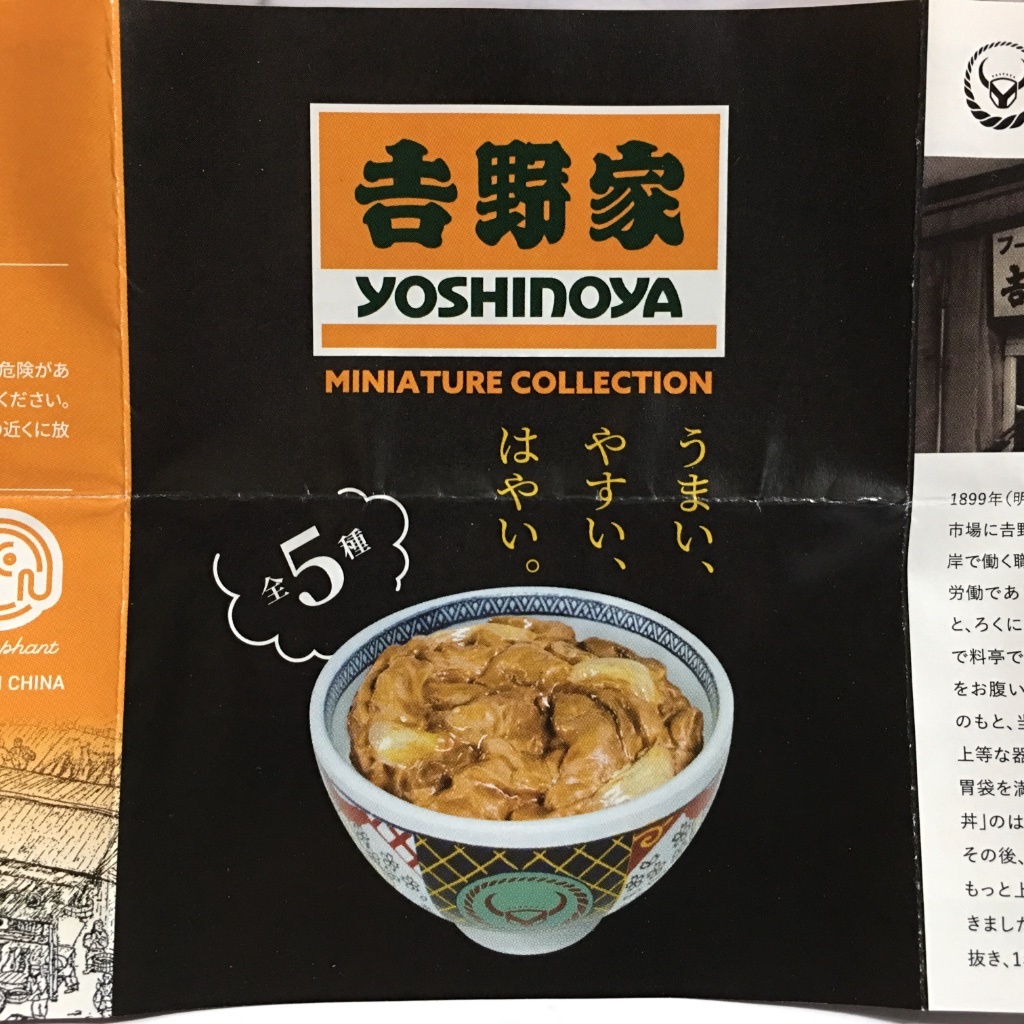 危険があ
ください。
の近くに放
CHINA
吉野家
YOSHINOYA
MINIATURE COLLECTION
うまい、
やすい、
はやい。
全5種
1899年(明
市場に吉野
岸で働く職
労働であ
と、ろくに
で料亭で
をお腹い
のもと、当
上等な器
胃袋を満
丼」のは
その後、
もっと上
きました
抜き、1